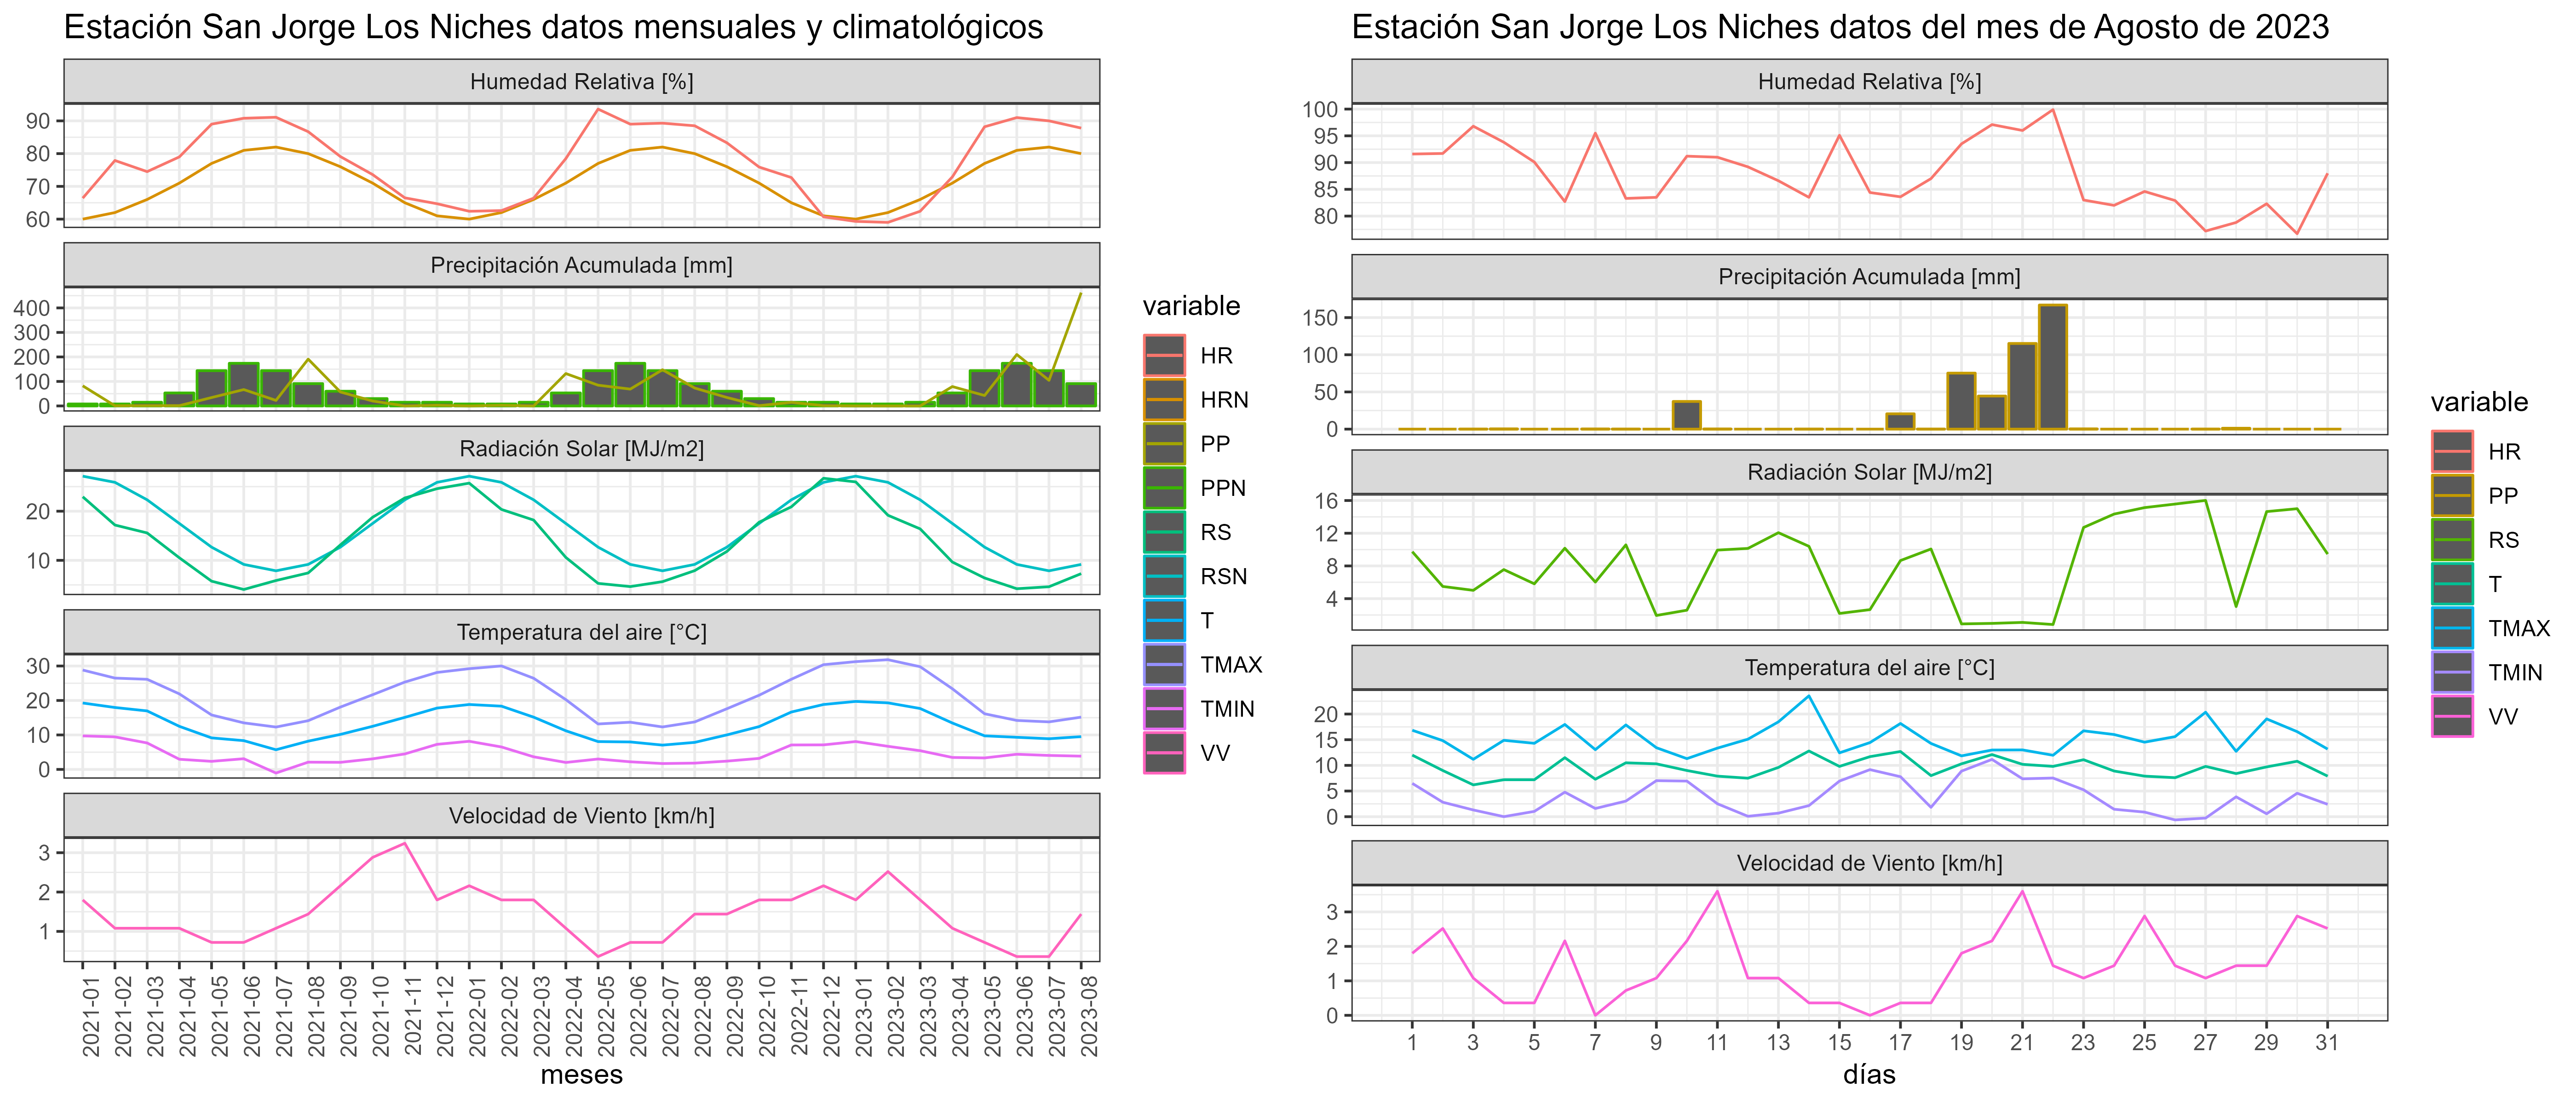 Estación San Jorge Los Niches datos mensuales y climatológicos
Humedad Relativa [%]
90
80
70
60
Precipitación Acumulada [mm]
400
300
200
100
0
Radiación Solar [MJ/m2]
20
10
Temperatura del aire [°C]
30
20
10
0
Velocidad de Viento [km/h]
3
2
1
2021-01
2021-02
2021-03
2021-04
2021-05
2021-06
2021-07
2021-08
2021-09
2021-10
2021-11
2021-12
2022-01
2022-02
2022-03
2022-04
2022-05
2022-06
2022-07
2022-08
2022-09
2022-10
2022-11
2022-12
2023-01
2023-02
2023-03
2023-04
2023-05
2023-06
2023-07
2023-08
meses
variable
HR
HRN
PP
PPN
RS
RSN
T
TMAX
TMIN
VV
Estación San Jorge Los Niches datos del mes de Agosto de 2023
Humedad Relativa [%]
100
95
90
85
80
Precipitación Acumulada [mm]
150
100
50
0
Radiación Solar [MJ/m2]
16
12
8
4
Temperatura del aire [°C]
20
15
10
5
0
Velocidad de Viento [km/h]
3
2
1
0
1 3 5 7 9 11 13 15 17 19 21 23 25 27 29 31
días
variable
HR
PP
RS
T
TMAX
TMIN
VV